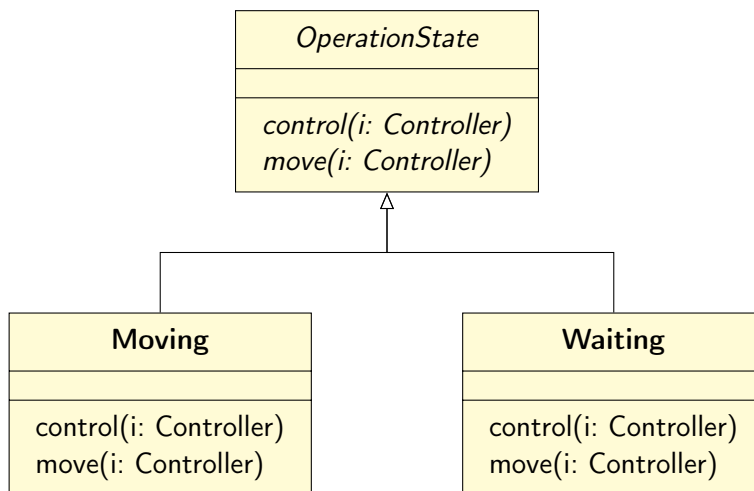 OperationState
control(i: Controller)
move(i: Controller)
Moving
control(i: Controller)
move(i: Controller)
Waiting
control(i: Controller)
move(i: Controller)